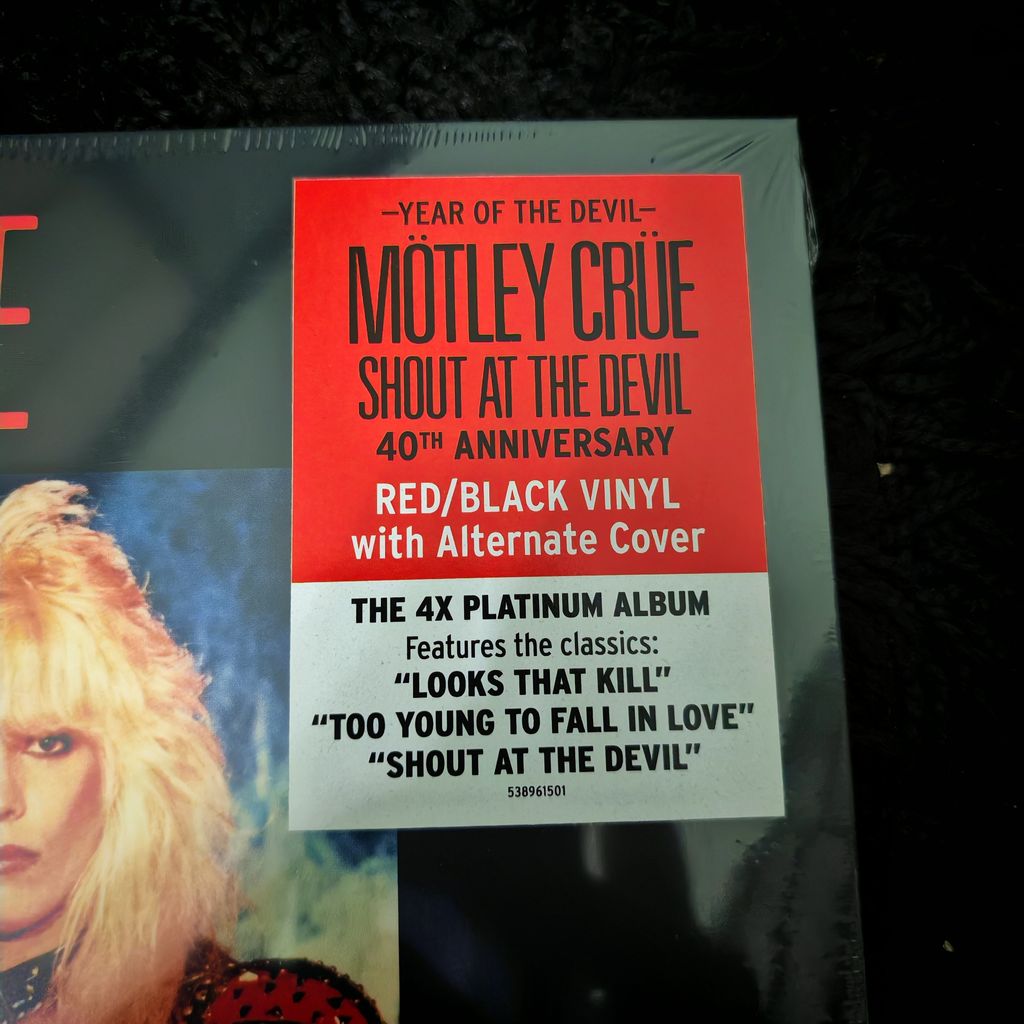 –YEAR OF THE DEVIL–
MÖTLEY CRÜE
SHOUT AT THE DEVIL
40TH ANNIVERSARY
RED/BLACK VINYL
with Alternate Cover
THE 4X PLATINUM ALBUM
Features the classics:
“LOOKS THAT KILL”
“TOO YOUNG TO FALL IN LOVE”
“SHOUT AT THE DEVIL”
538961501